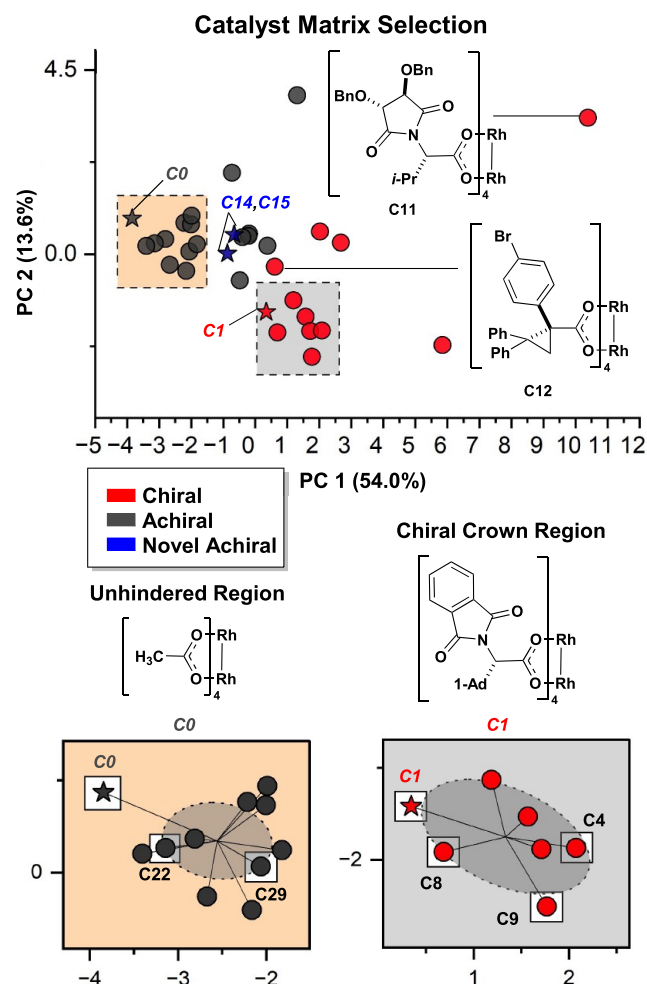 Catalyst Matrix Selection
4.5
0.0
PC 2 (13.6%)
C0
C14,C15
C1
OBn
BnO
O
N
O
i-Pr
O
O
Rh
Rh
4
C11
Br
Ph
Ph
O
O
Rh
Rh
4
C12
−5 −4 −3 −2 −1 0 1 2 3 4 5 6 7 8 9 10 11 12
PC 1 (54.0%)
Chiral
Achiral
Novel Achiral
Unhindered Region
H3C
O
O
Rh
Rh
4
C0
Chiral Crown Region
O
N
O
1-Ad
O
O
Rh
Rh
4
C1
C0
C22
C29
0
−4 −3 −2
C1
C4
C8
C9
−2
1 2